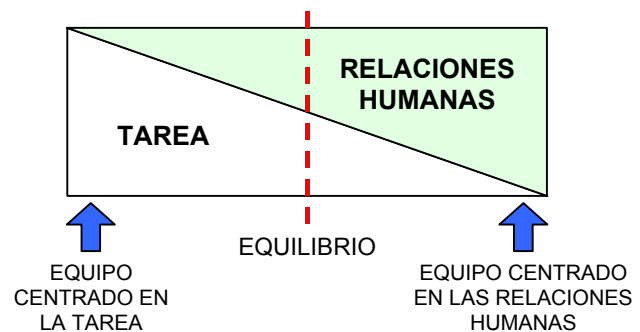 RELACIONES
HUMANAS
TAREA
EQUILIBRIO
EQUIPO
CENTRADO EN
LA TAREA
EQUIPO CENTRADO
EN LAS RELACIONES
HUMANAS